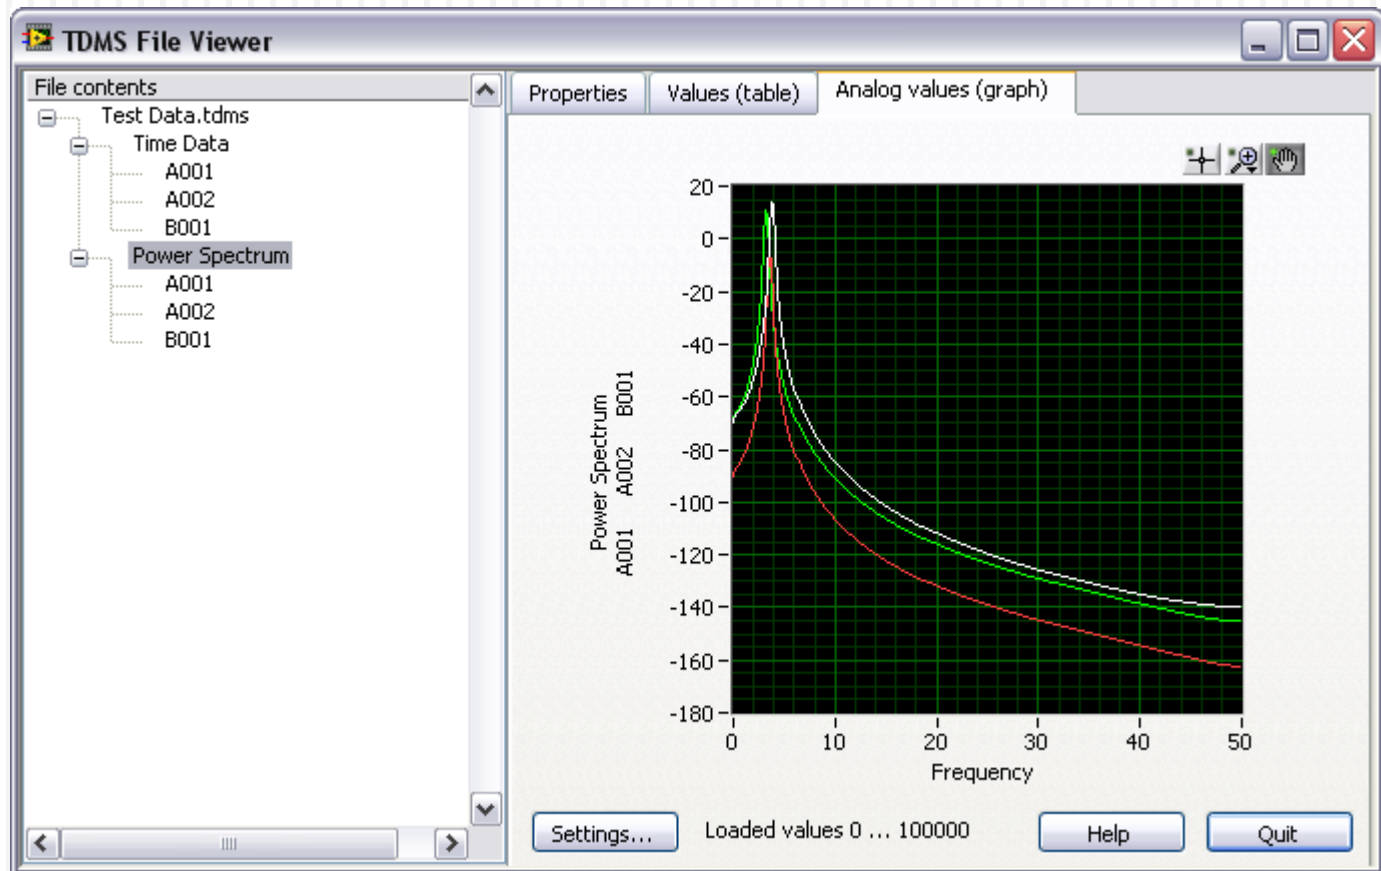 TDMS File Viewer
File contents
Test Data.tdms
Time Data
A001
A002
B001
Power Spectrum
A001
A002
B001
Properties
Values (table)
Analog values (graph)
20
0
-20
-40
-60
-80
-100
-120
-140
-160
-180
Power Spectrum
A001 A002 B001
0 10 20 30 40 50
Frequency
Settings...
Loaded values 0 ... 100000
Help
Quit